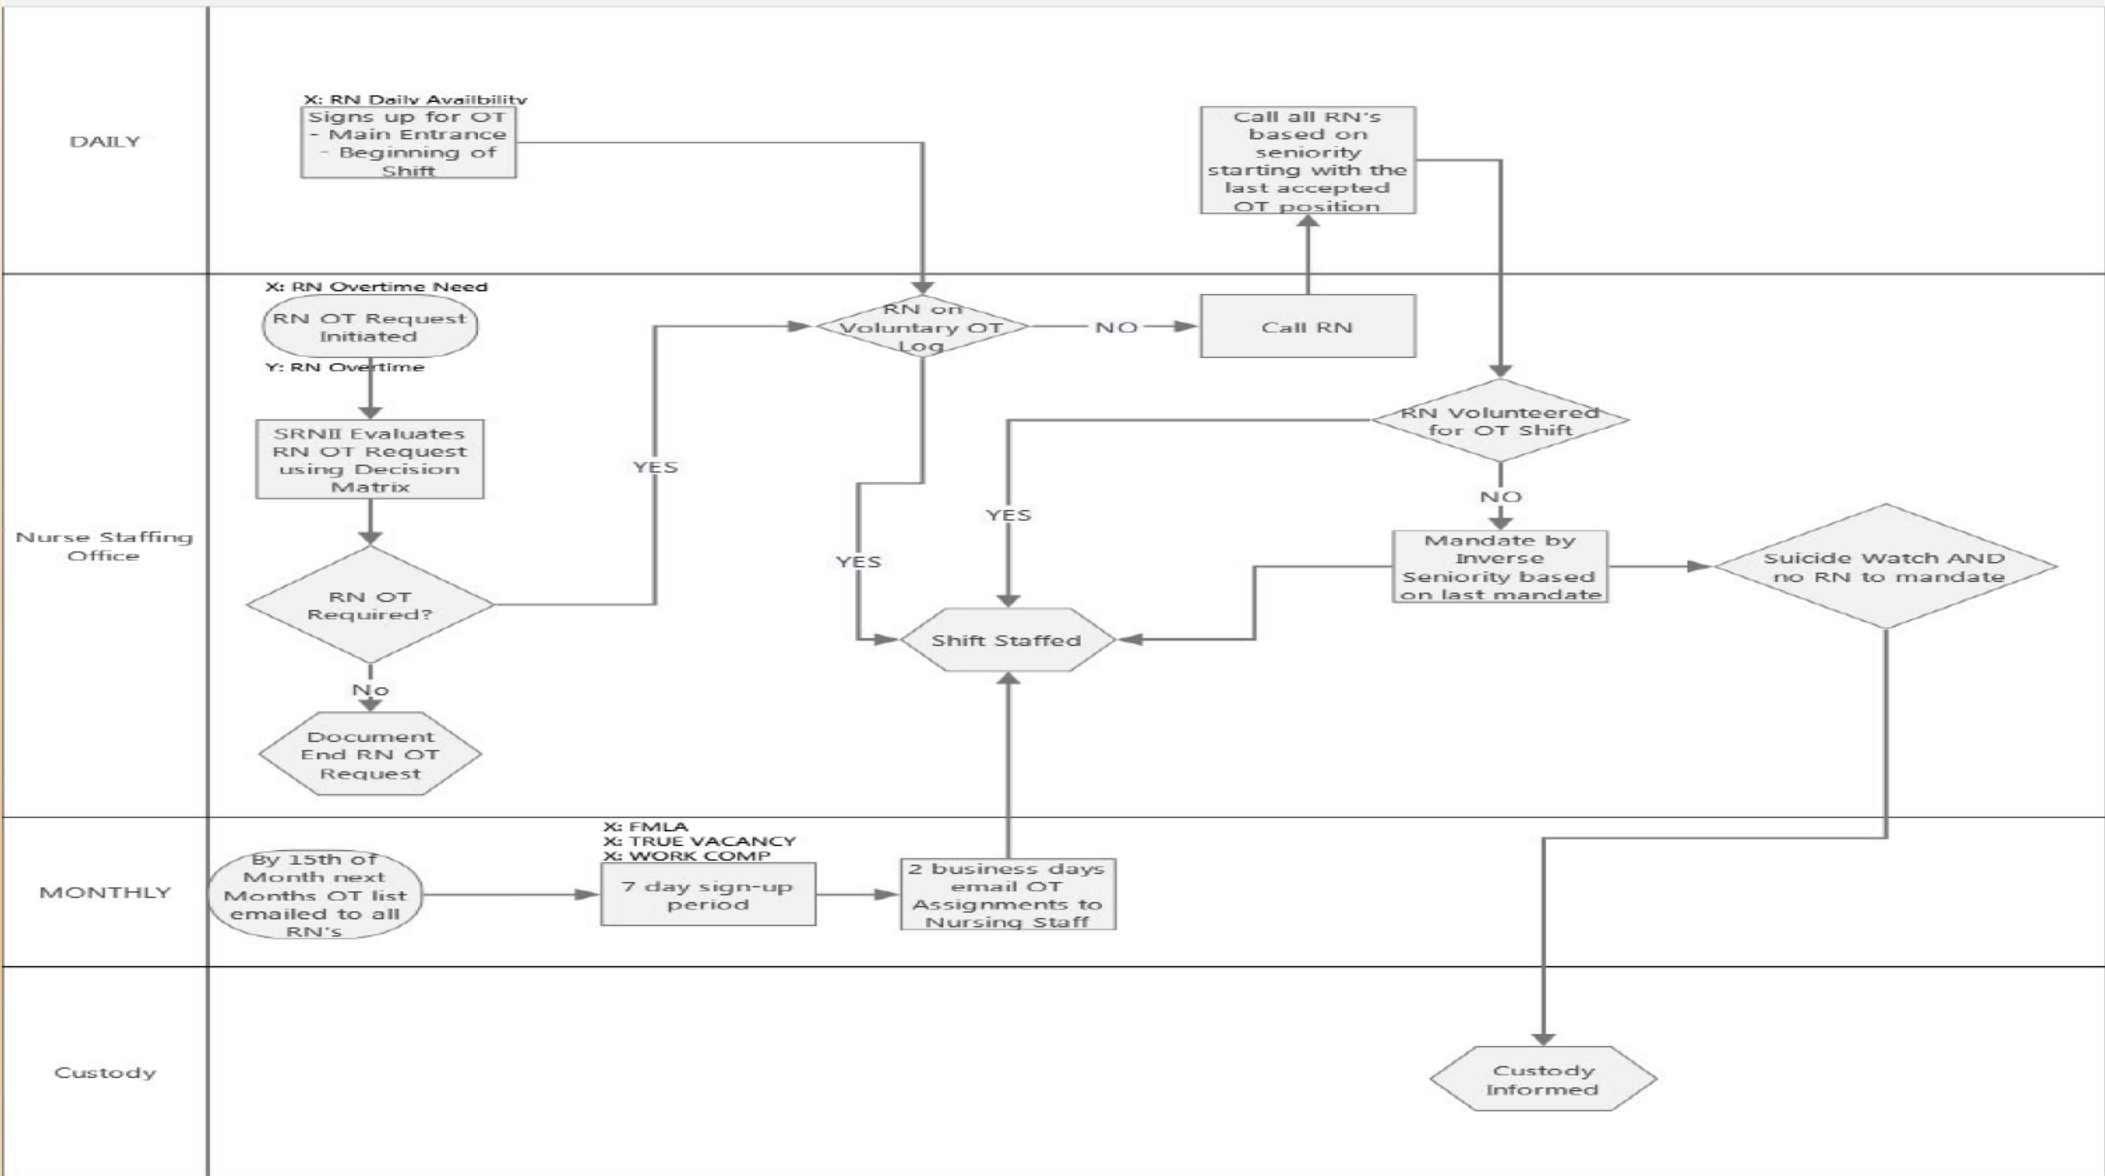 DAILY
X: RN Daily Availbility
Signs up for OT
- Main Entrance
- Beginning of
Shift
Call all RN's
based on
seniority
starting with the
last accepted
OT position
Nurse Staffing
Office
X: RN Overtime Need
RN OT Request
Initiated
Y: RN Overtime
SRNII Evaluates
RN OT Request
using Decision
Matrix
RN OT
Required?
YES
No
Document
End RN OT
Request
RN on
Voluntary OT
Log
NO
Call RN
YES
RN Volunteered
for OT Shift
YES
NO
Mandate by
Inverse
Seniority based
on last mandate
Suicide Watch AND
no RN to mandate
Shift Staffed
MONTHLY
By 15th of
Month next
Months OT list
emailed to all
RN's
X: FMLA
X: TRUE VACANCY
X: WORK COMP
7 day sign-up
period
2 business days
email OT
Assignments to
Nursing Staff
Custody
Custody
Informed